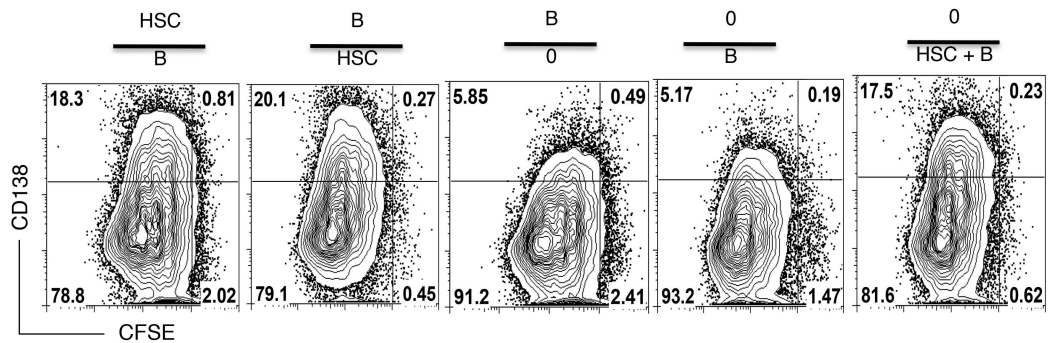 HSC B B 0 0
B HSC 0 B HSC + B
18.3 0.81 20.1 0.27 5.85 0.49 5.17 0.19 17.5 0.23
CD138
78.8 2.02 79.1 0.45 91.2 2.41 93.2 1.47 81.6 0.62
CFSE